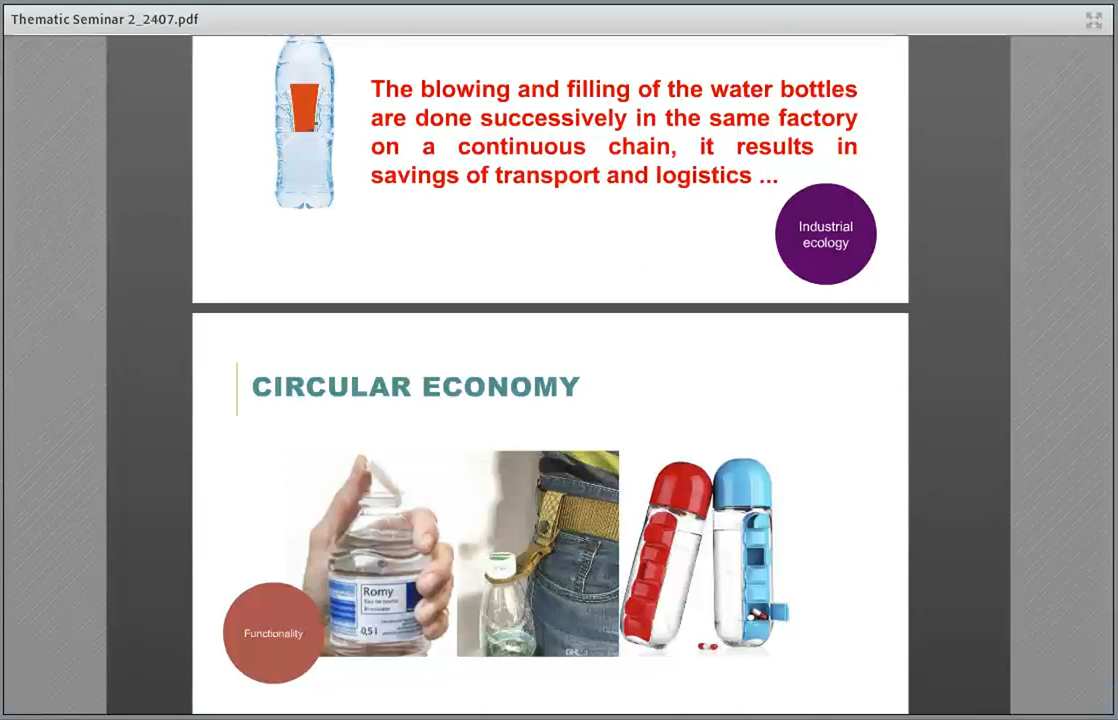 Thematic Seminar 2_2407.pdf
The blowing and filling of the water bottles
are done successively in the same factory
on a continuous chain, it results in
savings of transport and logistics ...
Industrial
ecology
CIRCULAR ECONOMY
Romy
0,5 l
Functionality